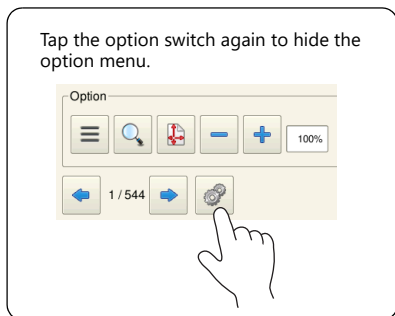 Tap the option switch again to hide the
option menu.
Option
100%
1 / 544